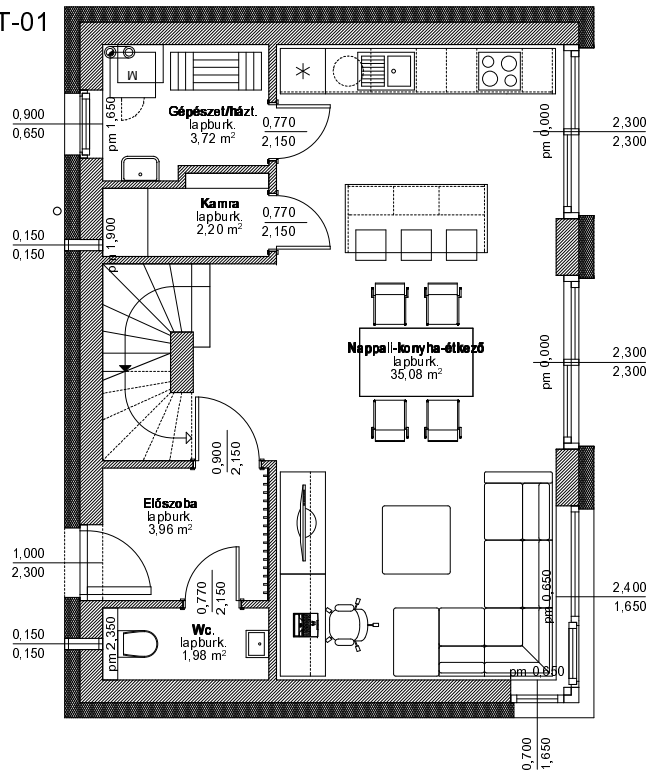 T-01
M
Gépészet/házt.
lapburk.
3,72 m²
0,770
2,150
0,900
0,650
pm 1,650
pm 0,000
2,300
2,300
Kamra
lapburk.
2,20 m²
0,770
2,150
0,150
0,150
pm 1,900
Nappali-konyha-étkező
lapburk.
35,08 m²
pm 0,000
2,300
2,300
0,900
2,150
Előszoba
lapburk.
3,96 m²
1,000
2,300
0,770
2,150
pm 0,650
2,400
1,650
Wc.
lapburk.
1,98 m²
0,150
0,150
pm 2,350
pm 0,650
0,700
1,650